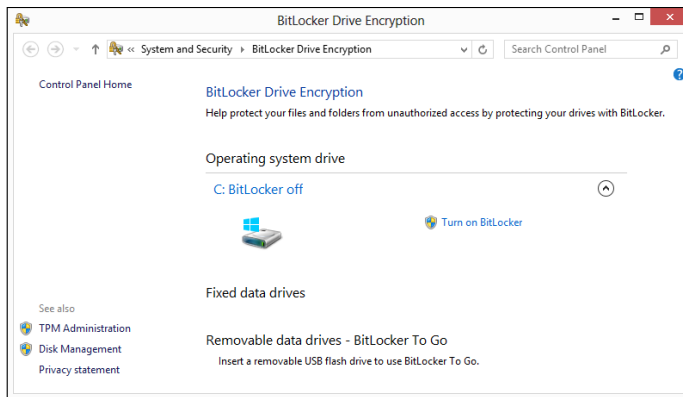 BitLocker Drive Encryption
« System and Security ▸ BitLocker Drive Encryption
Search Control Panel
Control Panel Home
BitLocker Drive Encryption
Help protect your files and folders from unauthorized access by protecting your drives with BitLocker.
Operating system drive
C: BitLocker off
Turn on BitLocker
Fixed data drives
Removable data drives - BitLocker To Go
Insert a removable USB flash drive to use BitLocker To Go.
See also
TPM Administration
Disk Management
Privacy statement